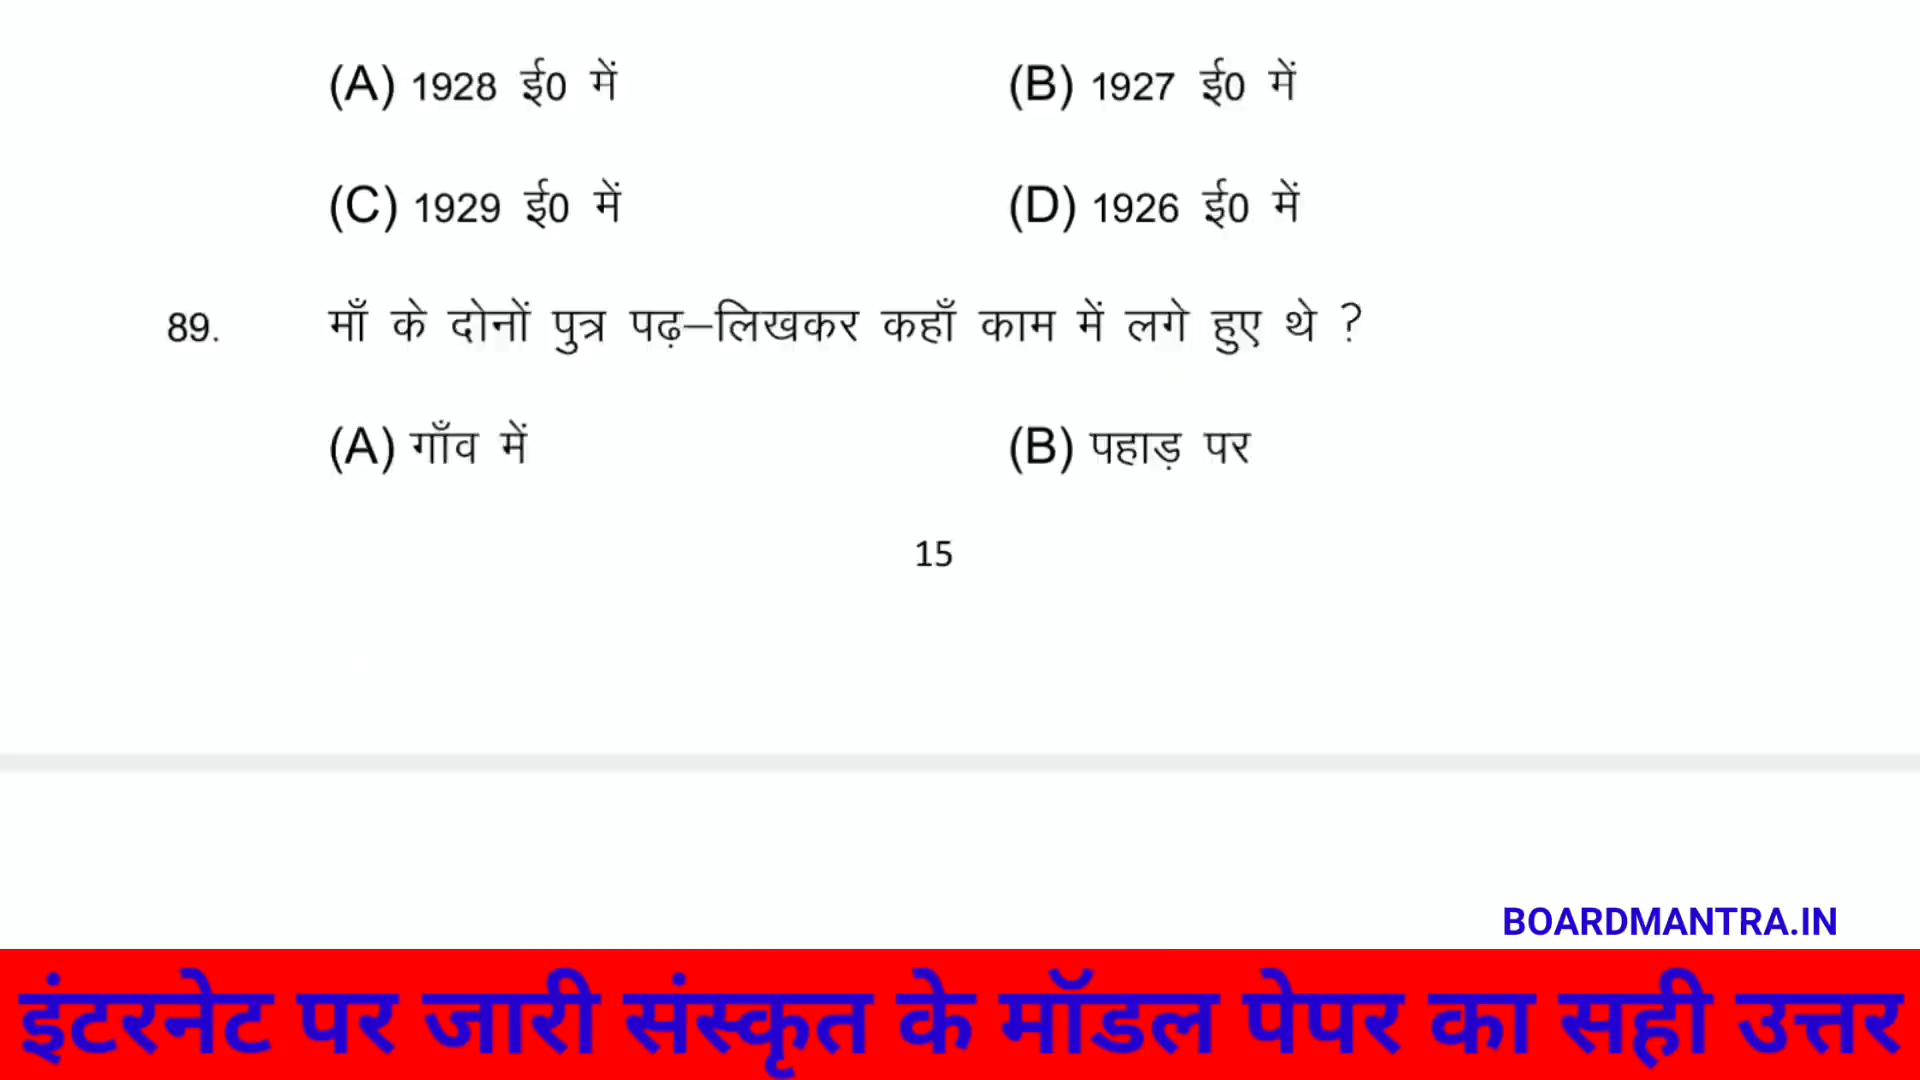 (A) 1928 ई0 में (B) 1927 ई0 में
(C) 1929 ई0 में (D) 1926 ई0 में
89. माँ के दोनों पुत्र पढ़–लिखकर कहाँ काम में लगे हुए थे ?
(A) गाँव में (B) पहाड़ पर
15
BOARDMANTRA.IN
इंटरनेट पर जारी संस्कृत के मॉडल पेपर का सही उत्तर